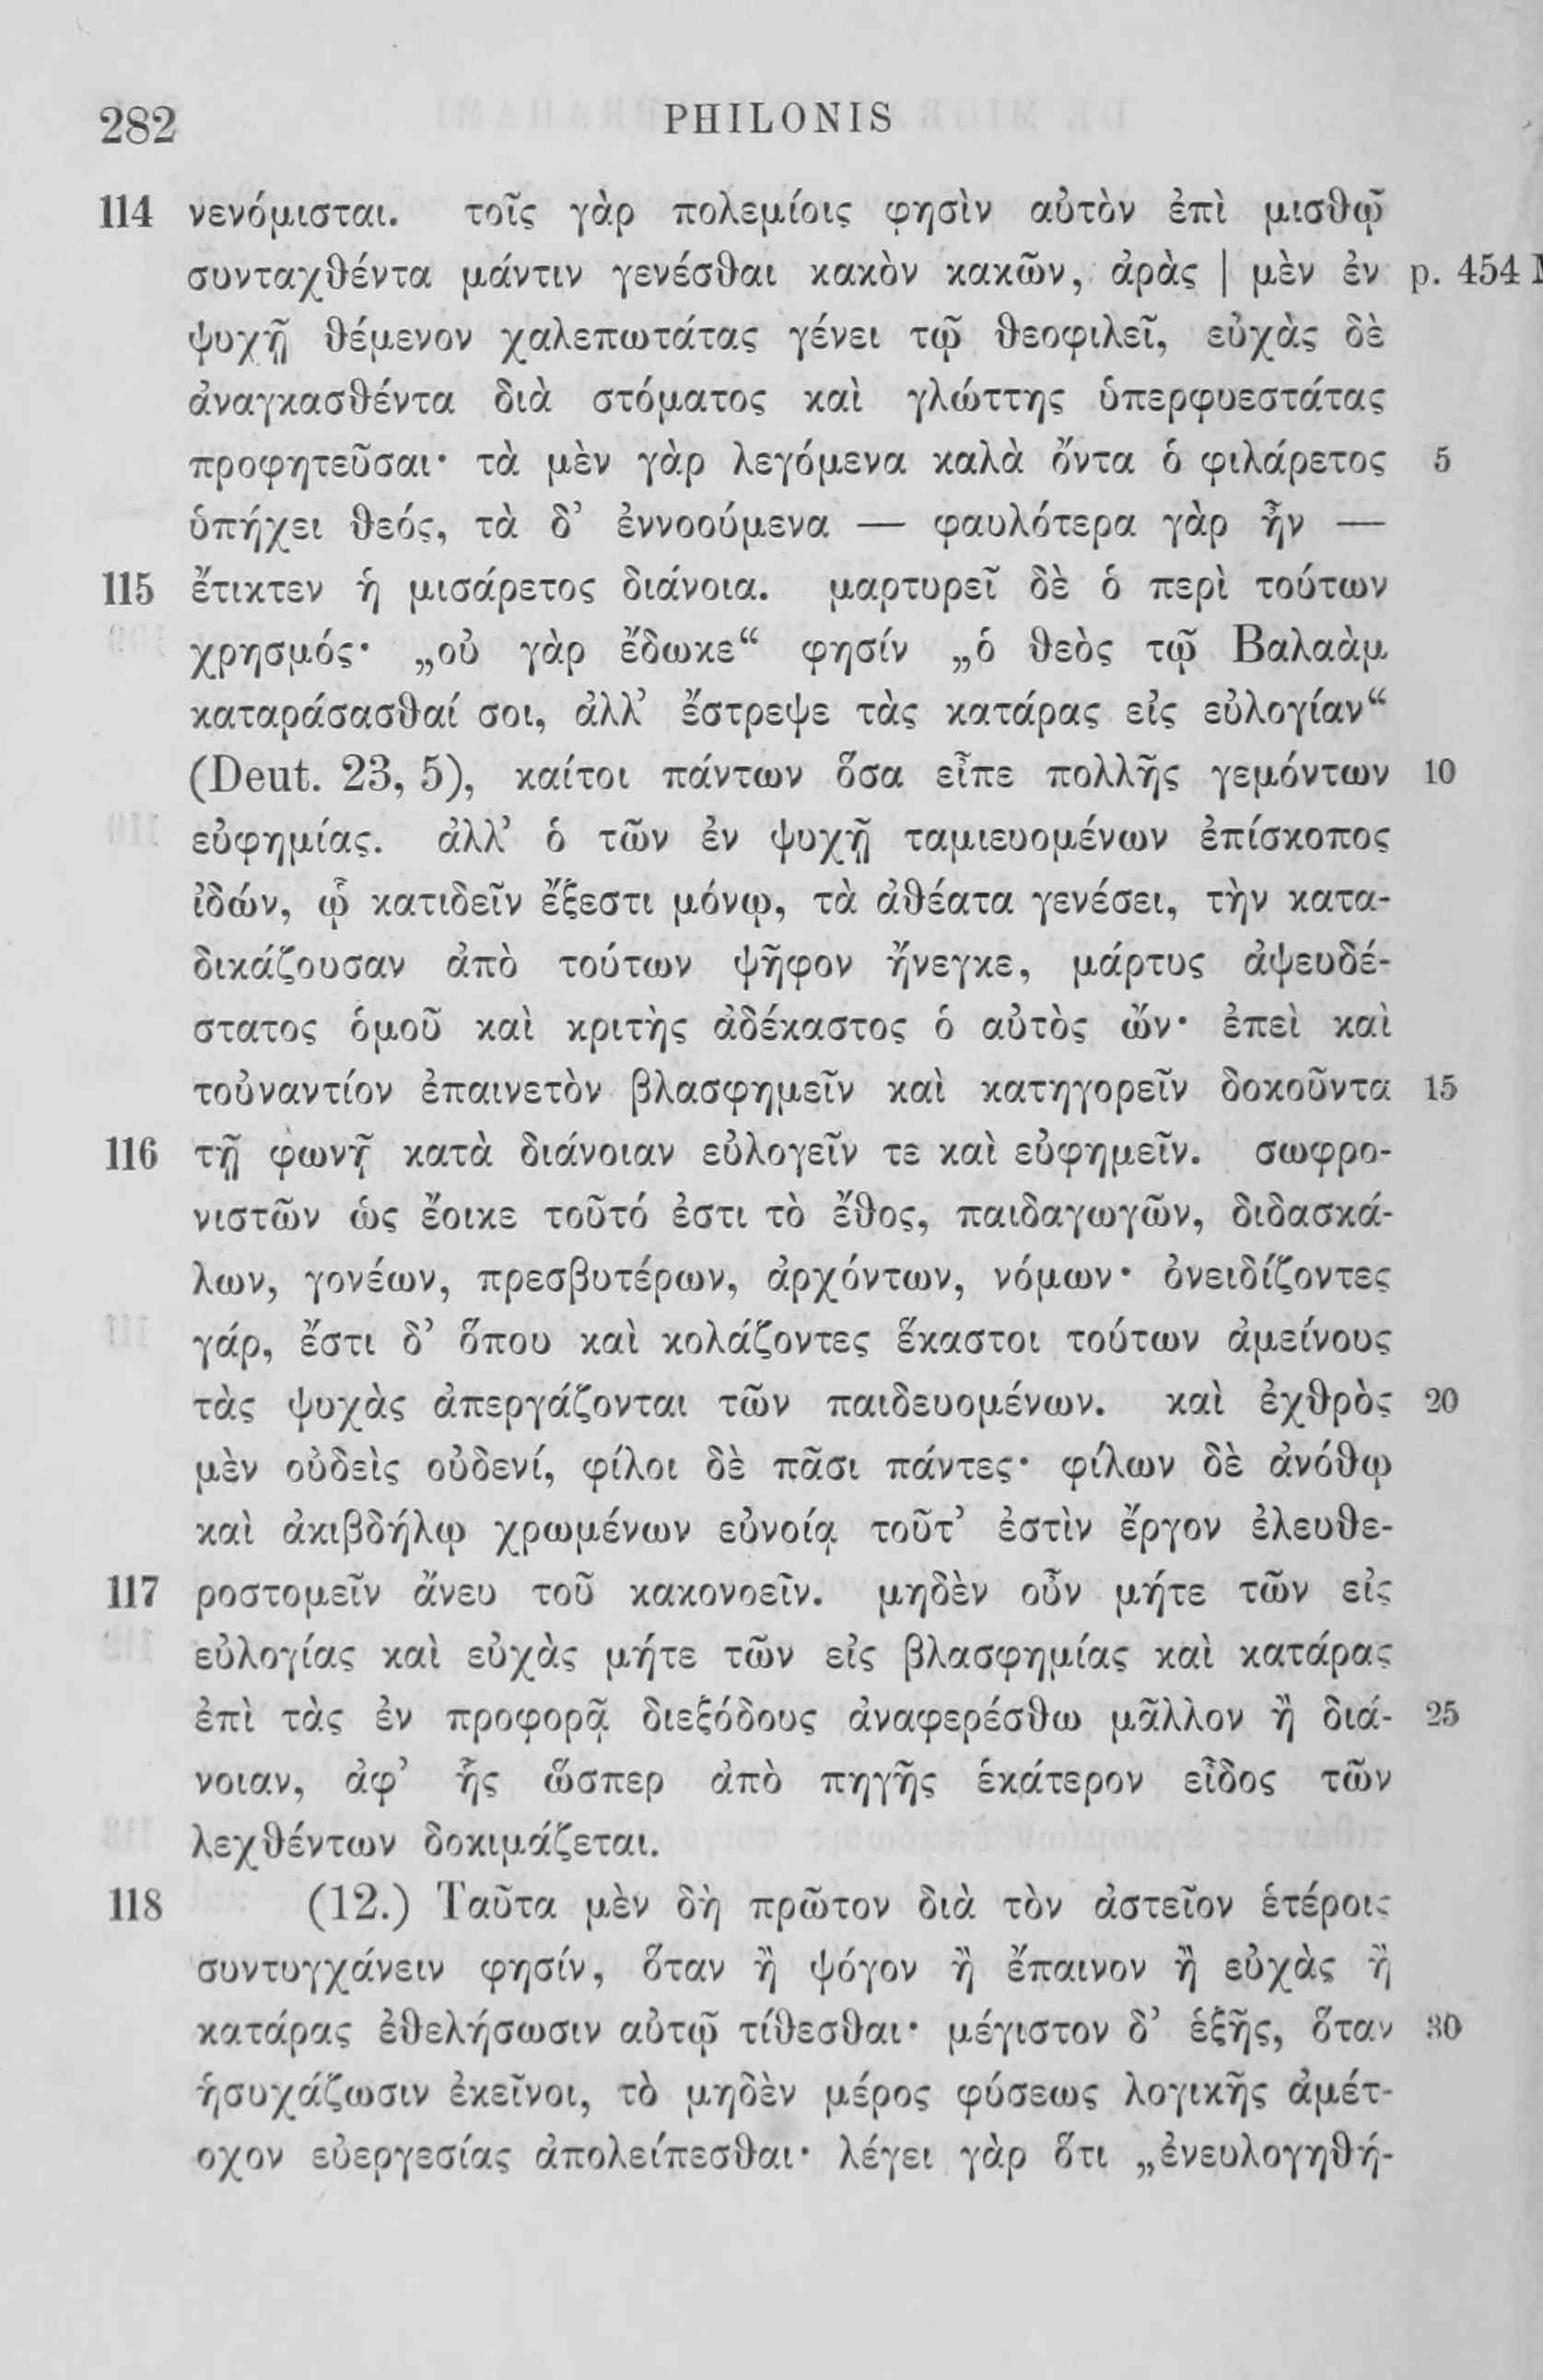 282 PHILONIS
114 νενόμισται. τοῖς γὰρ πολεμίοις φησὶν αὐτὸν ἐπὶ μισθῷ
συνταχθέντα μάντιν γενέσθαι κακὸν κακῶν, ἀρὰς | μὲν ἐν p. 454
ψυχῇ θέμενον χαλεπωτάτας γένει τῷ θεοφιλεῖ, εὐχὰς δὲ
ἀναγκασθέντα διὰ στόματος καὶ γλώττης ὑπερφυεστάτας
προφητεῦσαι· τὰ μὲν γὰρ λεγόμενα καλὰ ὄντα ὁ φιλάρετος 5
ὑπήχει θεός, τὰ δ’ ἐννοούμενα — φαυλότερα γὰρ ἦν —
115 ἔτικτεν ἡ μισάρετος διάνοια. μαρτυρεῖ δὲ ὁ περὶ τούτων
χρησμός· „οὐ γὰρ ἔδωκε“ φησίν „ὁ θεὸς τῷ Βαλαὰμ
καταράσασθαί σοι, ἀλλ’ ἔστρεψε τὰς κατάρας εἰς εὐλογίαν“
(Deut. 23, 5), καίτοι πάντων ὅσα εἶπε πολλῆς γεμόντων 10
εὐφημίας. ἀλλ’ ὁ τῶν ἐν ψυχῇ ταμιευομένων ἐπίσκοπος
ἰδών, ᾧ κατιδεῖν ἔξεστι μόνῳ, τὰ ἀθέατα γενέσει, τὴν κατα-
δικάζουσαν ἀπὸ τούτων ψῆφον ἤνεγκε, μάρτυς ἀψευδέ-
στατος ὁμοῦ καὶ κριτὴς ἀδέκαστος ὁ αὐτὸς ὤν· ἐπεὶ καὶ
τοὐναντίον ἐπαινετὸν βλασφημεῖν καὶ κατηγορεῖν δοκοῦντα 15
116 τῇ φωνῇ κατὰ διάνοιαν εὐλογεῖν τε καὶ εὐφημεῖν. σωφρο-
νιστῶν ὡς ἔοικε τοῦτό ἐστι τὸ ἔθος, παιδαγωγῶν, διδασκά-
λων, γονέων, πρεσβυτέρων, ἀρχόντων, νόμων· ὀνειδίζοντες
γάρ, ἔστι δ’ ὅπου καὶ κολάζοντες ἕκαστοι τούτων ἀμείνους
τὰς ψυχὰς ἀπεργάζονται τῶν παιδευομένων. καὶ ἐχθρὸς 20
μὲν οὐδεὶς οὐδενί, φίλοι δὲ πᾶσι πάντες· φίλων δὲ ἀνόθῳ
καὶ ἀκιβδήλῳ χρωμένων εὐνοίᾳ τοῦτ’ ἐστὶν ἔργον ἐλευθε-
117 ροστομεῖν ἄνευ τοῦ κακονοεῖν. μηδὲν οὖν μήτε τῶν εἰς
εὐλογίας καὶ εὐχὰς μήτε τῶν εἰς βλασφημίας καὶ κατάρας
ἐπὶ τὰς ἐν προφορᾷ διεξόδους ἀναφερέσθω μᾶλλον ἢ διά- 25
νοιαν, ἀφ’ ἧς ὥσπερ ἀπὸ πηγῆς ἑκάτερον εἶδος τῶν
λεχθέντων δοκιμάζεται.
118 (12.) Ταῦτα μὲν δὴ πρῶτον διὰ τὸν ἀστεῖον ἑτέροις
συντυγχάνειν φησίν, ὅταν ἢ ψόγον ἢ ἔπαινον ἢ εὐχὰς ἢ
κατάρας ἐθελήσωσιν αὐτῷ τίθεσθαι· μέγιστον δ’ ἑξῆς, ὅταν 30
ἡσυχάζωσιν ἐκεῖνοι, τὸ μηδὲν μέρος φύσεως λογικῆς ἀμέτ-
οχον εὐεργεσίας ἀπολείπεσθαι· λέγει γὰρ ὅτι „ἐνευλογηθή-